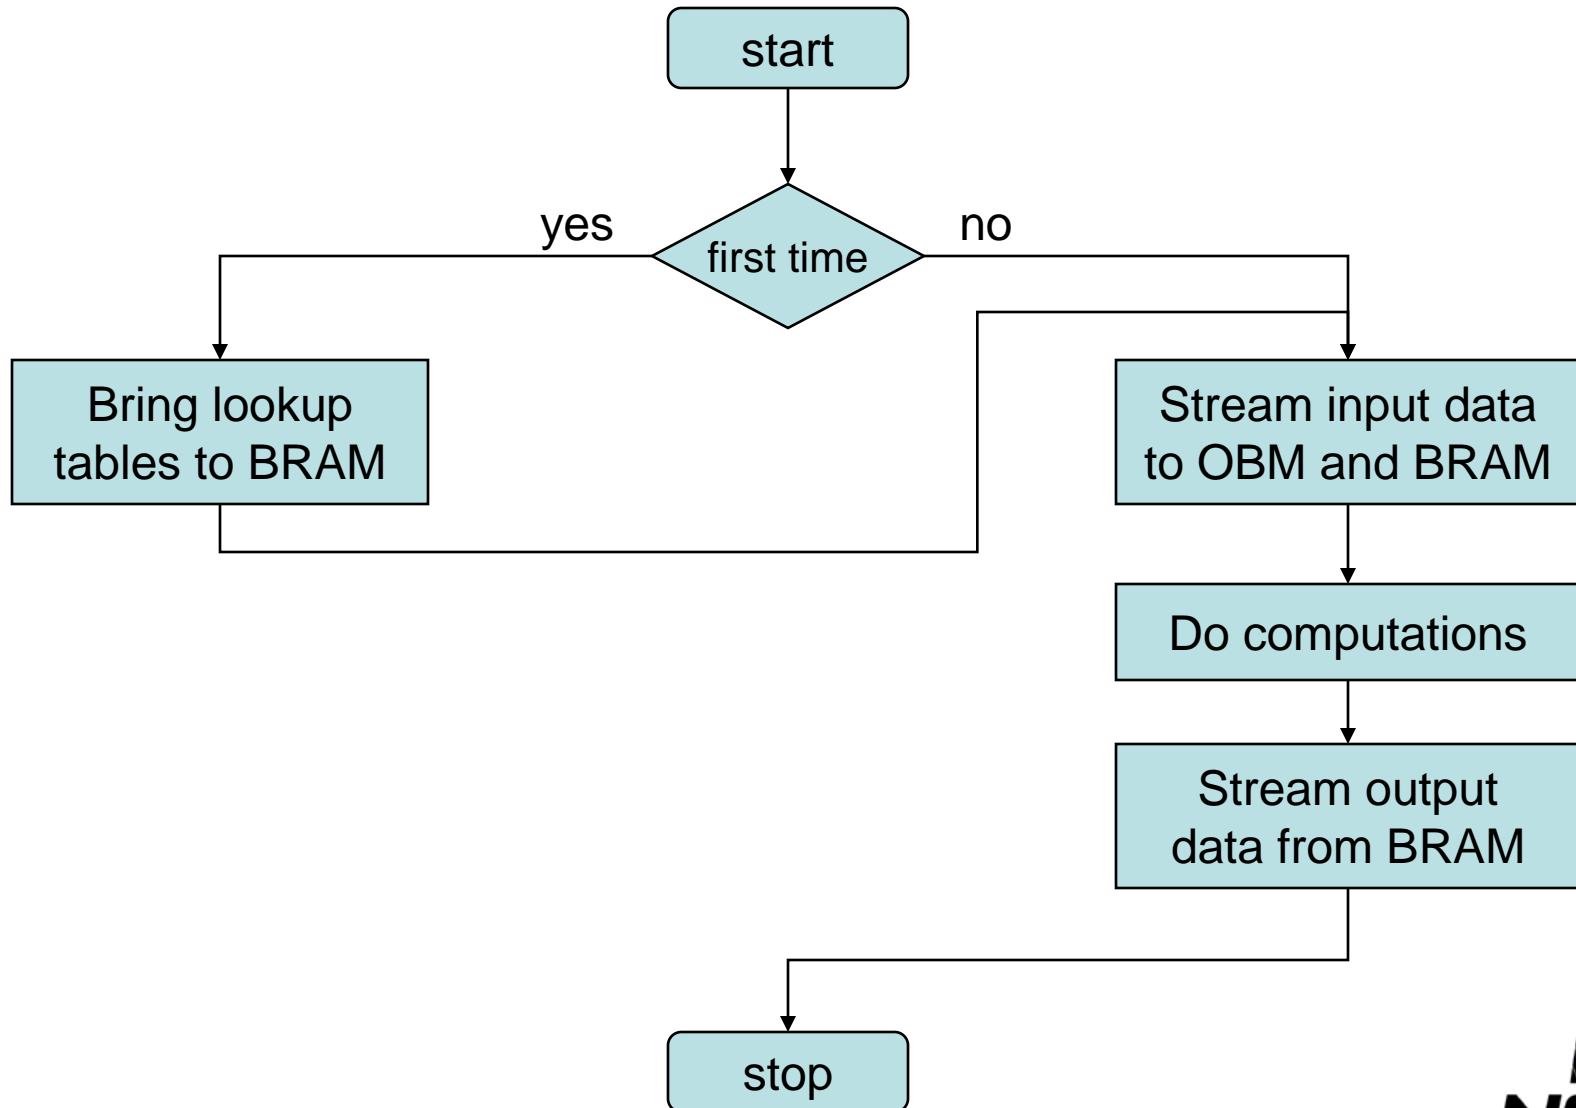 start
yes
no
first time
Bring lookup
tables to BRAM
Stream input data
to OBM and BRAM
Do computations
Stream output
data from BRAM
stop